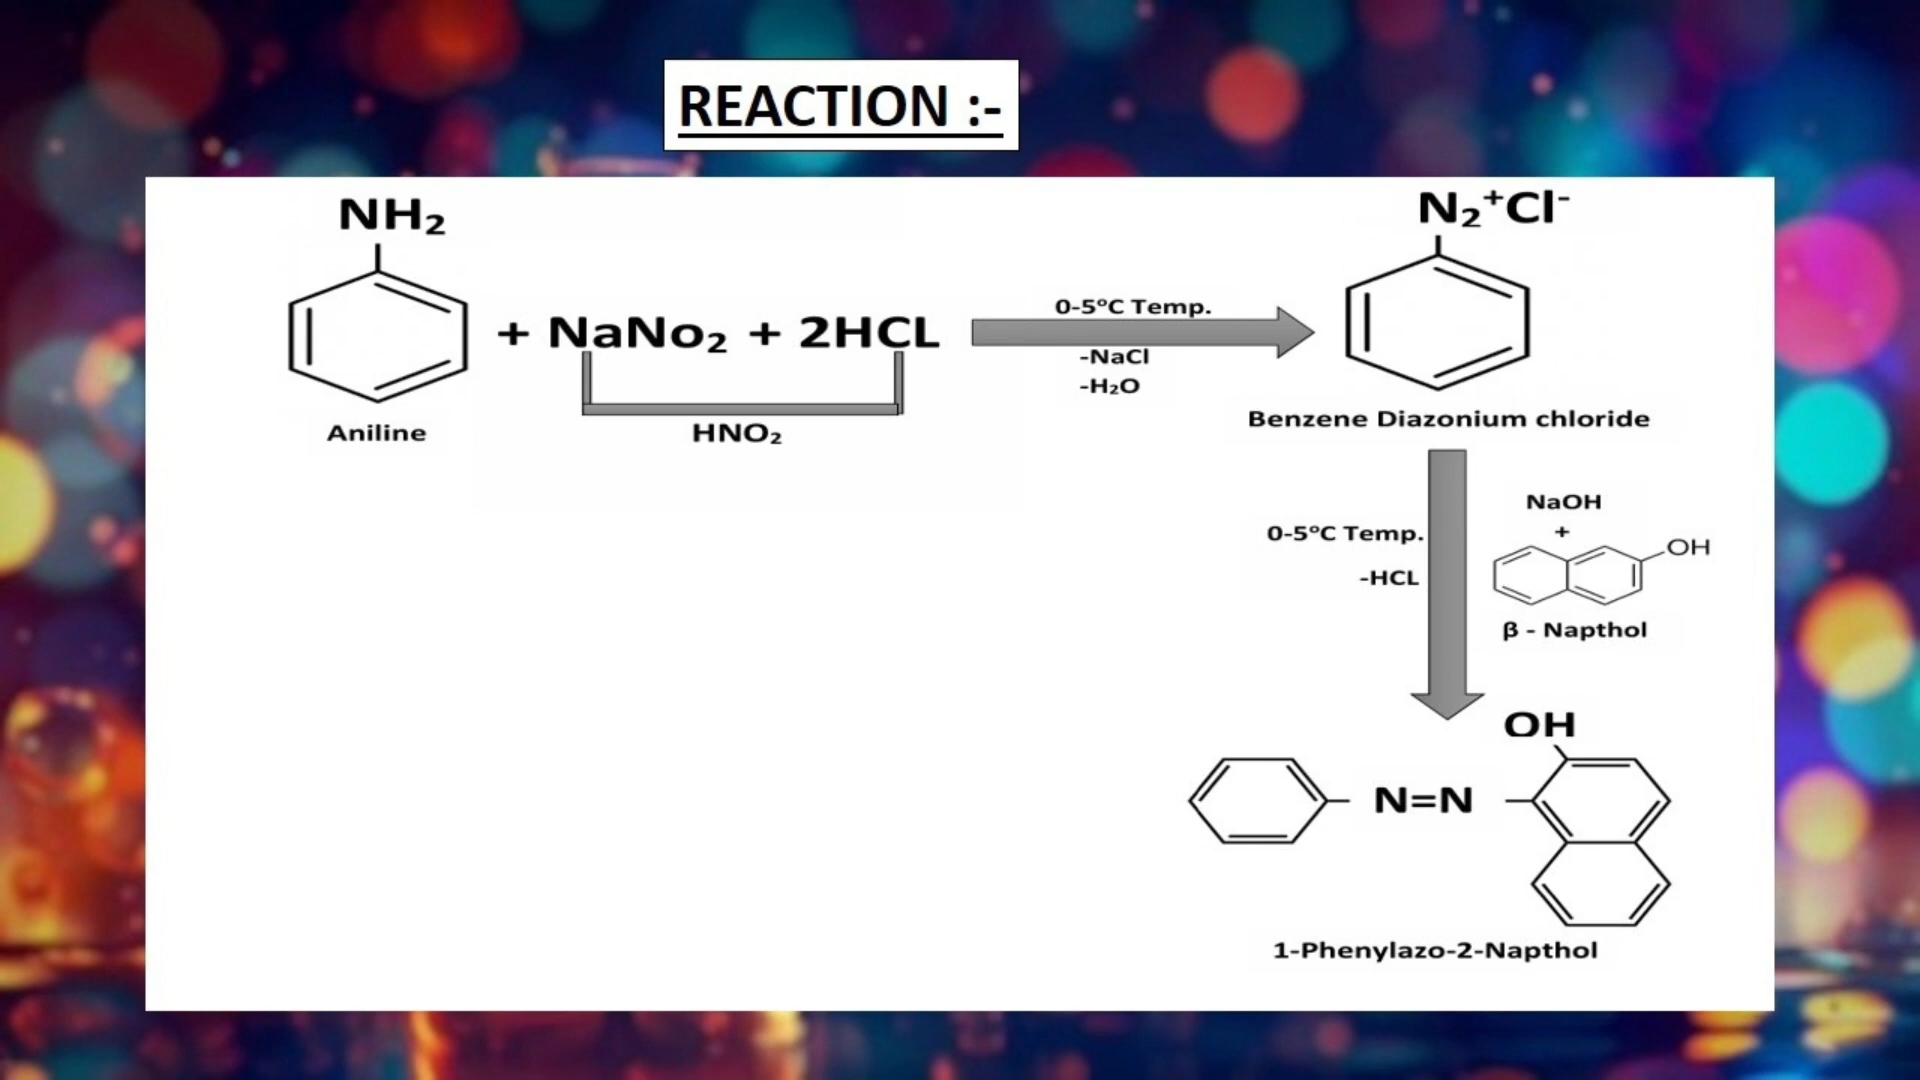 REACTION :-
NH₂
+ NaNo₂ + 2HCL
HNO₂
Aniline
0-5°C Temp.
-NaCl
-H₂O
N₂⁺Cl⁻
Benzene Diazonium chloride
0-5°C Temp.
-HCL
NaOH
+
OH
β - Napthol
OH
N=N
1-Phenylazo-2-Napthol